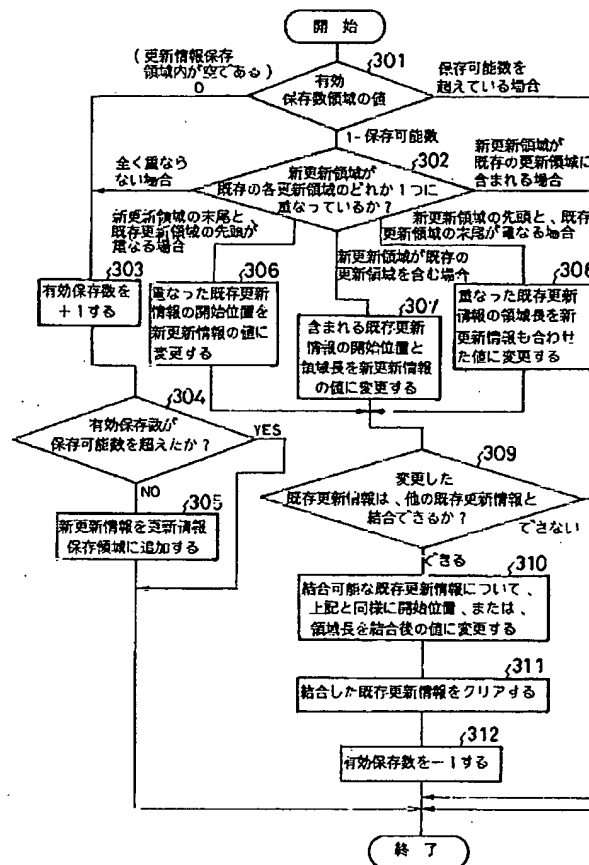 開始
301
(更新情報保存
領域内が空である)
0
有効
保存数領域の値
保存可能数を
超えている場合
1-保存可能数
302
全く重なら
ない場合
新更新領域が
既存の各更新領域のどれか1つに
重なっているか?
新更新領域が
既存の更新領域に
含まれる場合
新更新領域の末尾と
既存更新領域の先頭が
重なる場合
新更新領域が既存の
更新領域を含む場合
新更新領域の先頭と、既存
更新領域の末尾が重なる場合
303
有効保存数を
+1する
306
重なった既存更新
情報の開始位置を
新更新情報の値に
変更する
307
含まれる既存更新
情報の開始位置と
領域長を新更新情報
の値に変更する
308
重なった既存更新
情報の領域長を新
更新情報も合わせ
た値に変更する
304
有効保存数が
保存可能数を超えたか?
YES
NO
305
新更新情報を更新情報
保存領域に追加する
309
変更した
既存更新情報は、他の既存更新情報と
結合できるか?
できない
できる
310
結合可能な既存更新情報について、
上記と同様に開始位置、または、
領域長を結合後の値に変更する
311
結合した既存更新情報をクリアする
312
有効保存数を-1する
終了